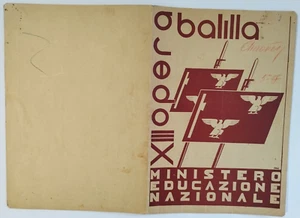 opera balilla
XIII
MINISTERO
EDUCAZIONE
NAZIONALE